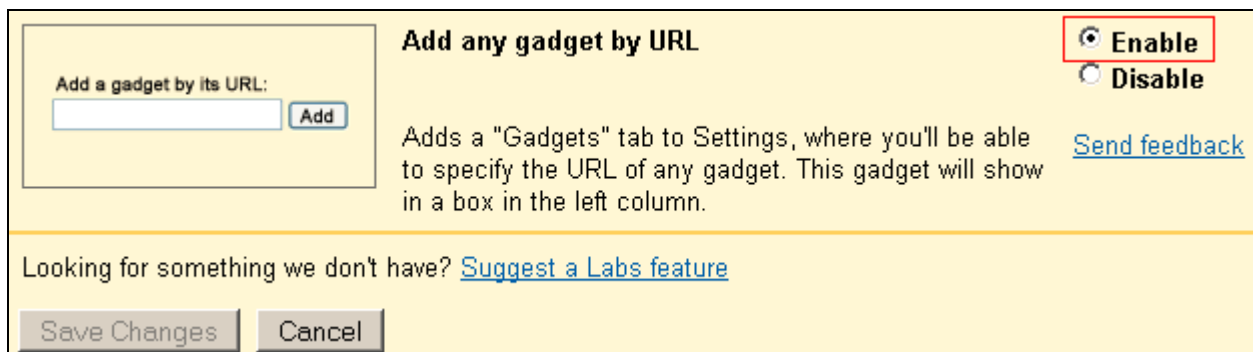 Add a gadget by its URL:
Add
Add any gadget by URL
Enable
Disable
Adds a "Gadgets" tab to Settings, where you'll be able
to specify the URL of any gadget. This gadget will show
in a box in the left column.
Send feedback
Looking for something we don't have? Suggest a Labs feature
Save Changes Cancel